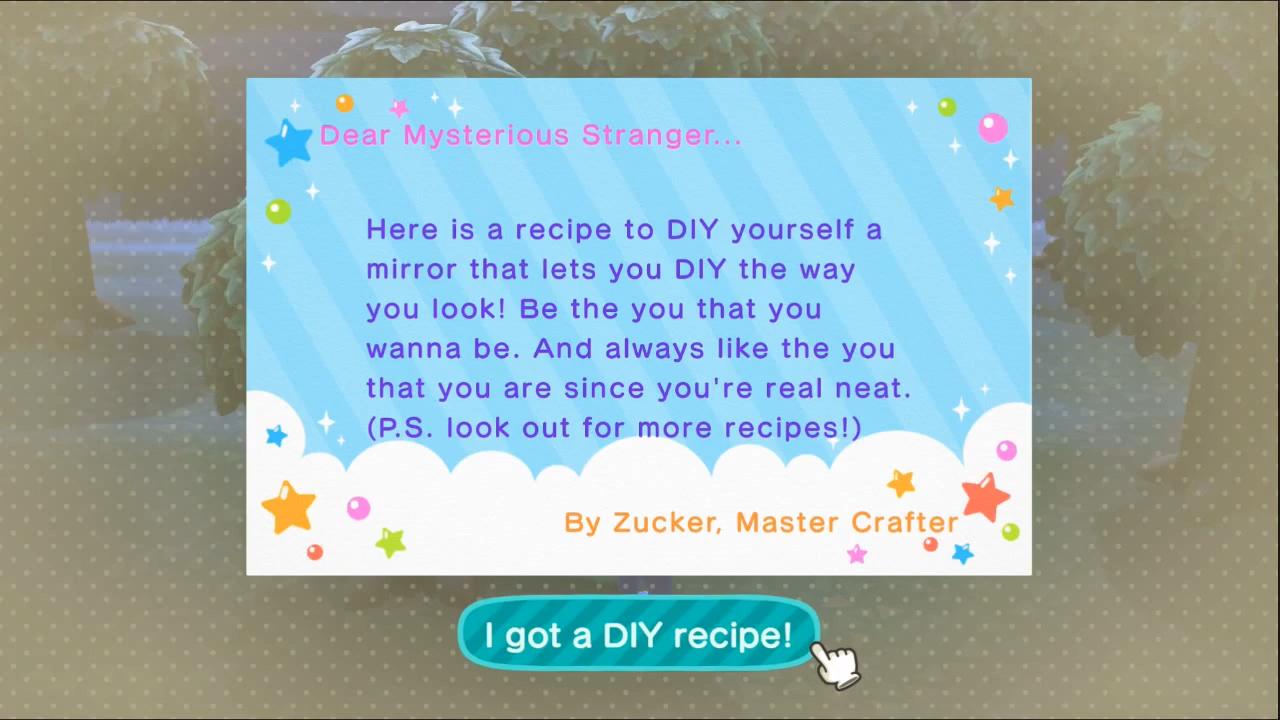 Dear Mysterious Stranger...
Here is a recipe to DIY yourself a
mirror that lets you DIY the way
you look! Be the you that you
wanna be. And always like the you
that you are since you're real neat.
(P.S. look out for more recipes!)
By Zucker, Master Crafter
I got a DIY recipe!